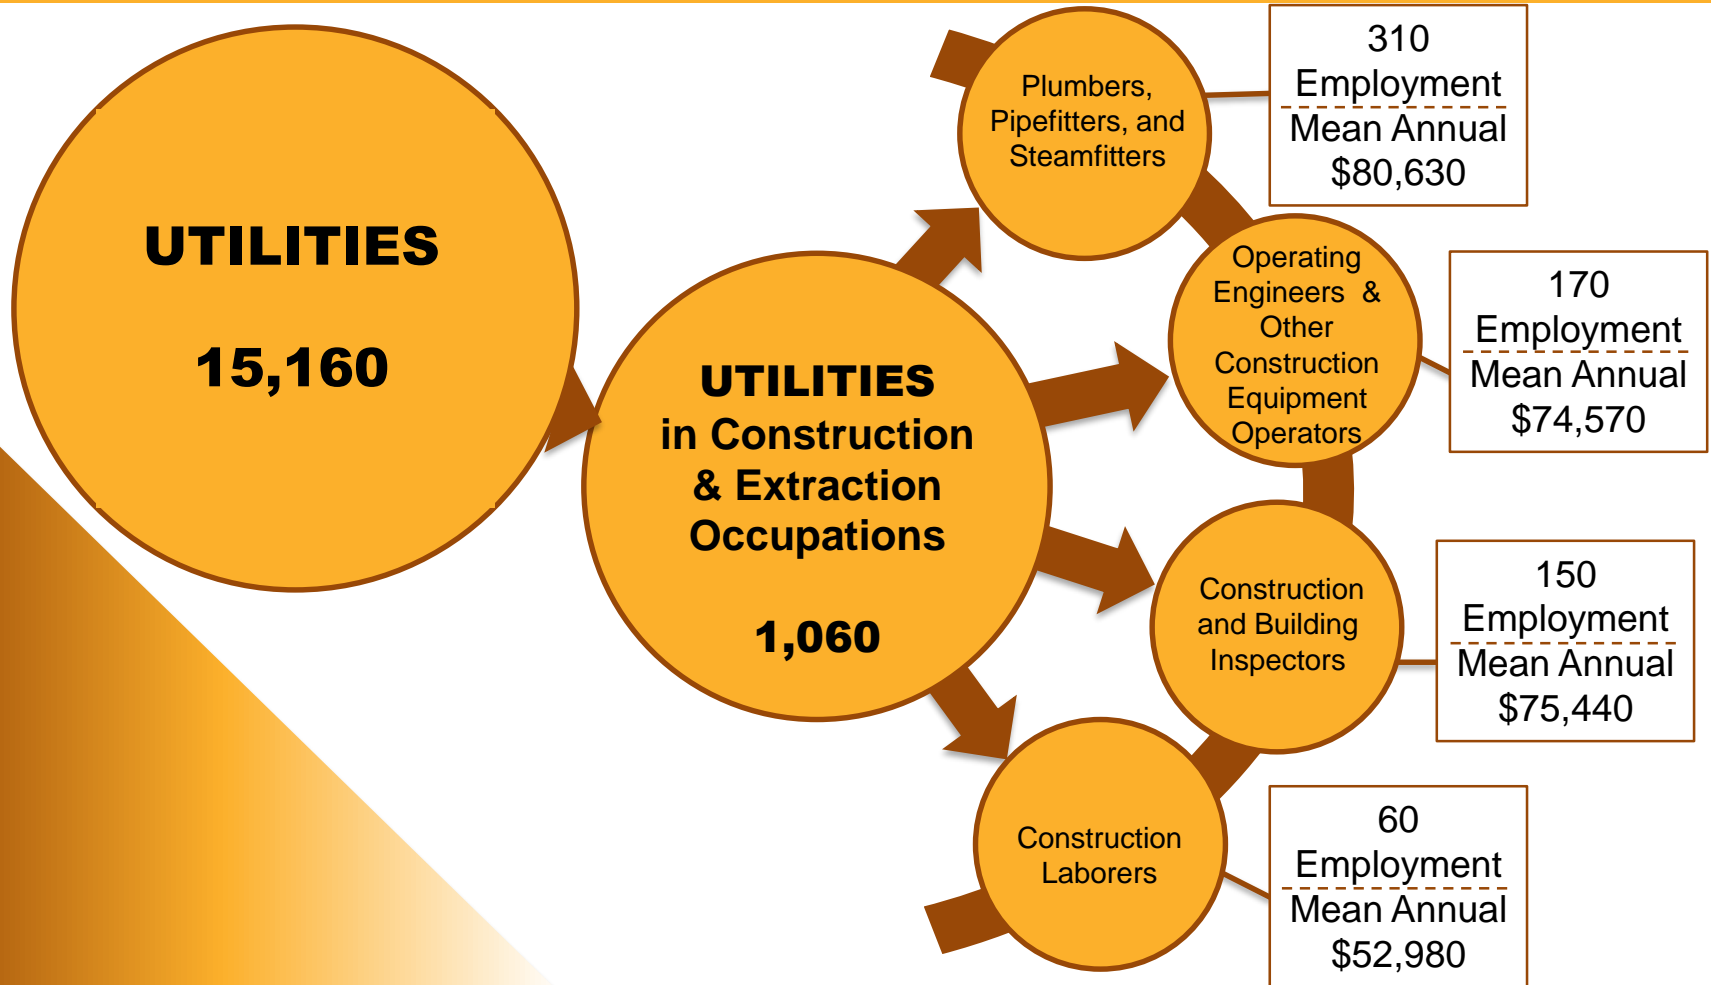 UTILITIES
15,160
UTILITIES
in Construction
& Extraction
Occupations
1,060
Plumbers,
Pipefitters, and
Steamfitters
310
Employment
Mean Annual
$80,630
Operating
Engineers &
Other
Construction
Equipment
Operators
170
Employment
Mean Annual
$74,570
Construction
and Building
Inspectors
150
Employment
Mean Annual
$75,440
Construction
Laborers
60
Employment
Mean Annual
$52,980